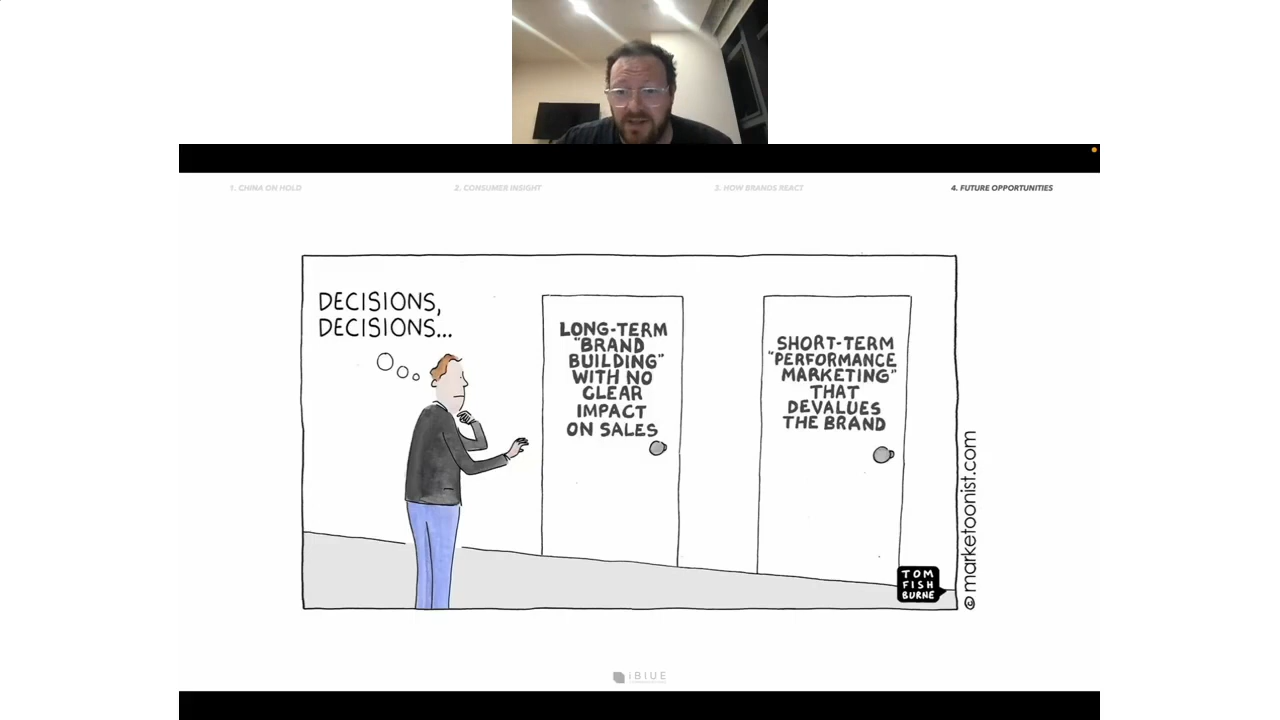 1. CHINA ON HOLD
2. CONSUMER INSIGHT
3. HOW BRANDS REACT
4. FUTURE OPPORTUNITIES
DECISIONS,
DECISIONS...
LONG-TERM
"BRAND
BUILDING"
WITH NO
CLEAR
IMPACT
ON SALES
SHORT-TERM
"PERFORMANCE
MARKETING"
THAT
DEVALUES
THE BRAND
© marketoonist.com
TOM
FISH
BURNE
iBlUE